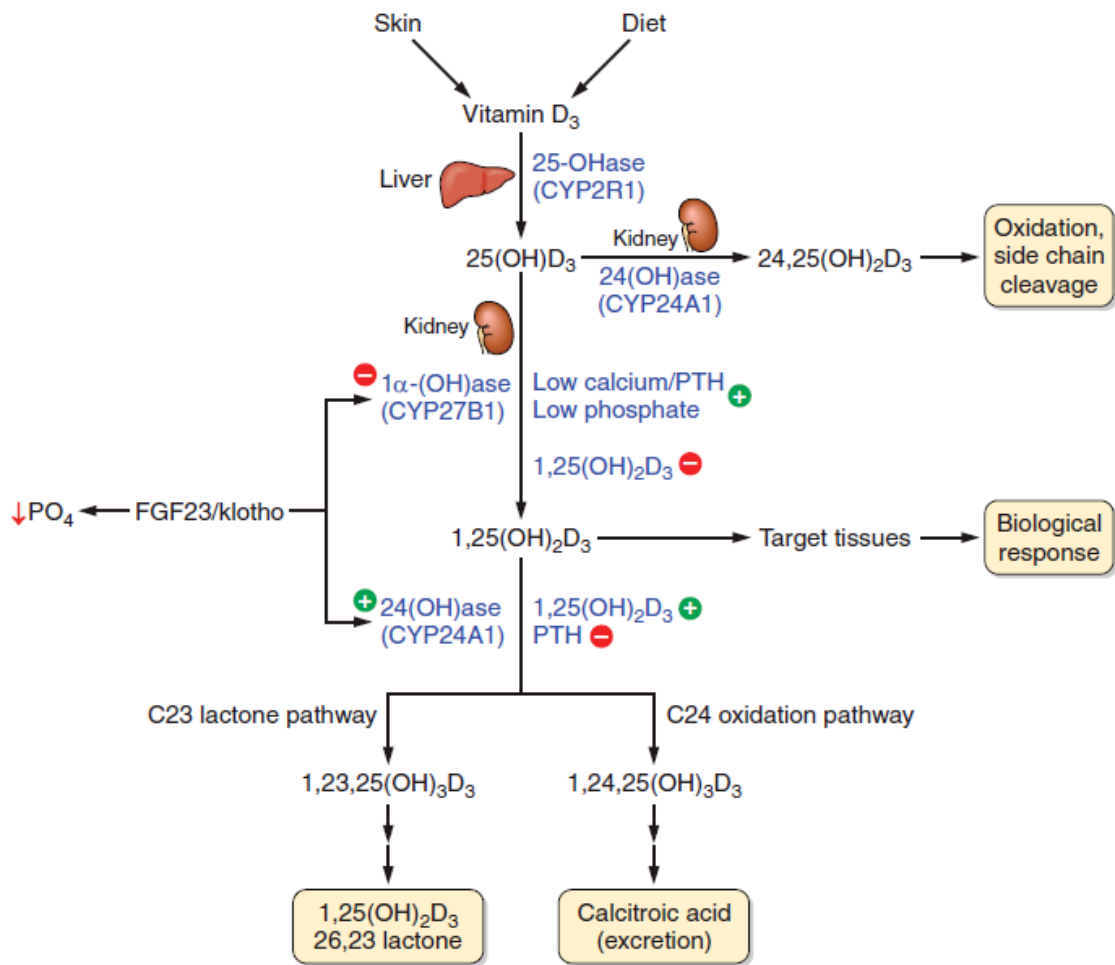 Skin
Diet
Vitamin D₃
Liver
25-OHase
(CYP2R1)
25(OH)D₃
Kidney
24(OH)ase
(CYP24A1)
24,25(OH)₂D₃
Oxidation,
side chain
cleavage
Kidney
1α-(OH)ase
(CYP27B1)
Low calcium/PTH
Low phosphate
1,25(OH)₂D₃
↓PO₄
FGF23/klotho
1,25(OH)₂D₃
Target tissues
Biological
response
24(OH)ase
(CYP24A1)
1,25(OH)₂D₃
PTH
C23 lactone pathway
C24 oxidation pathway
1,23,25(OH)₃D₃
1,24,25(OH)₃D₃
1,25(OH)₂D₃
26,23 lactone
Calcitroic acid
(excretion)